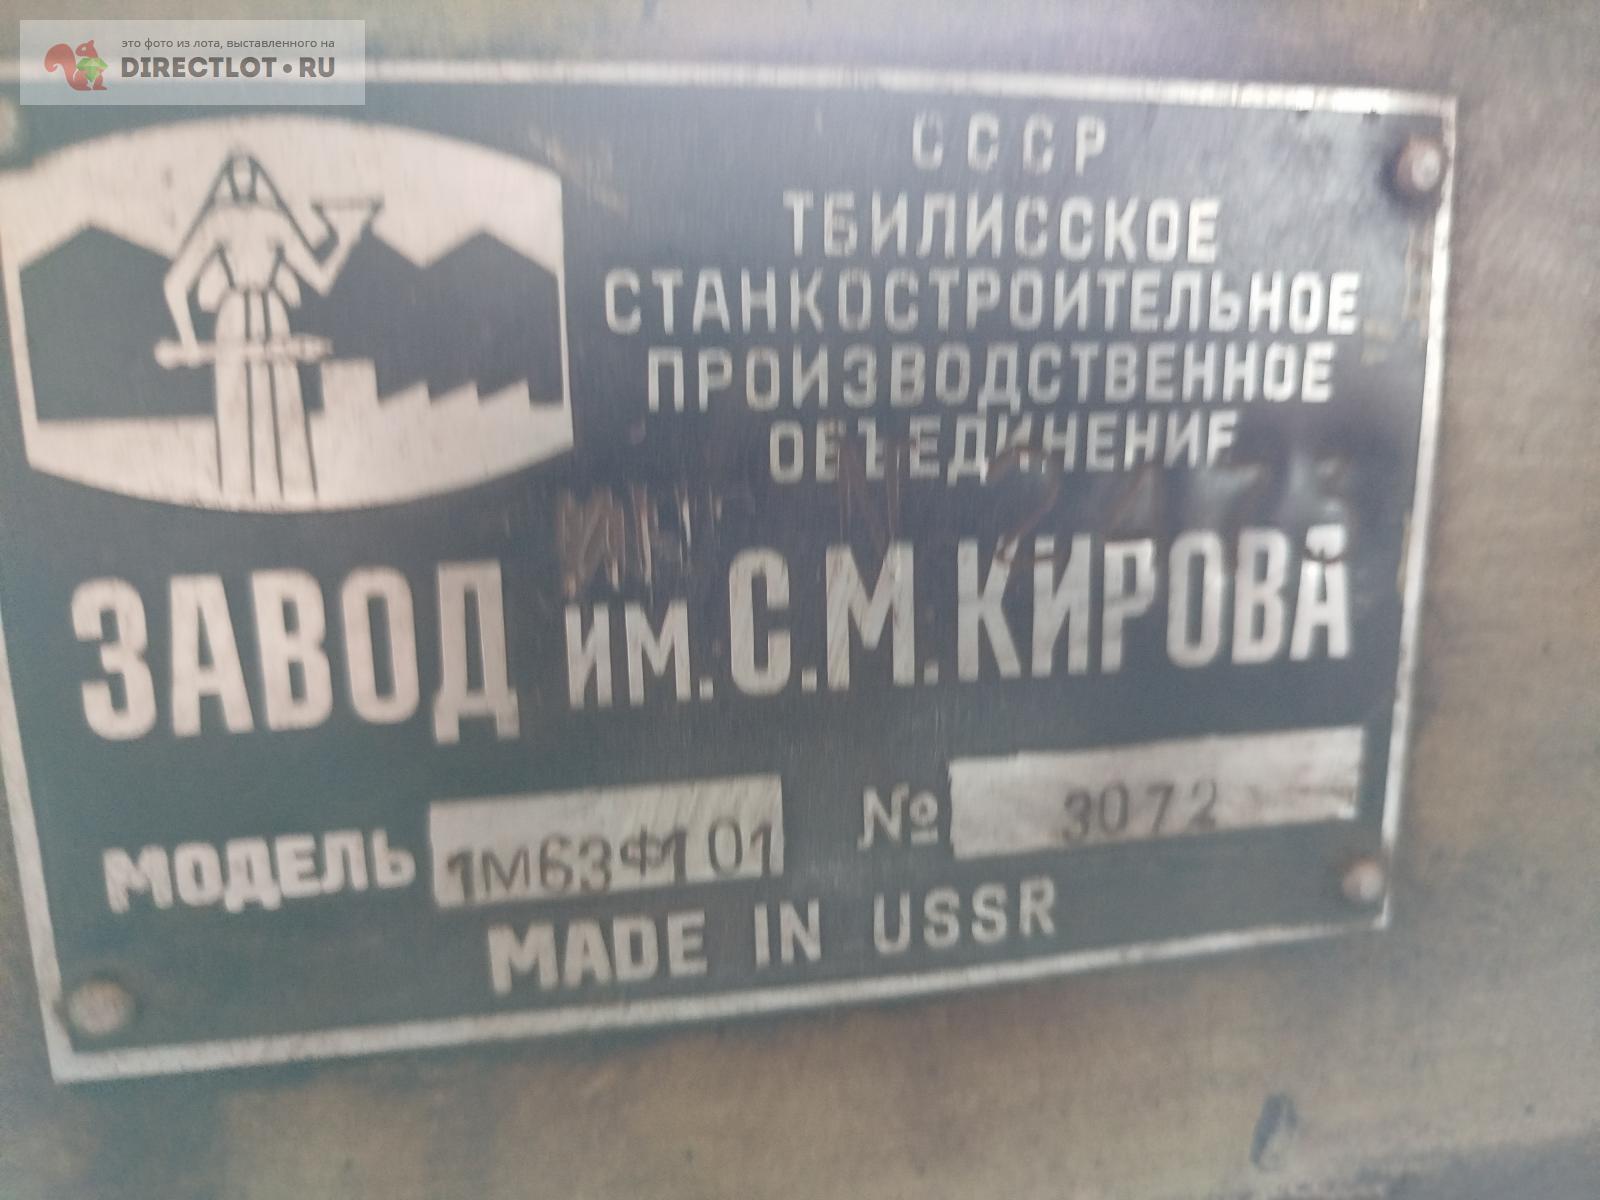 это фото из лота, выставленного на
DIRECTLOT•RU
СССР
ТБИЛИССКОЕ
СТАНКОСТРОИТЕЛЬНОЕ
ПРОИЗВОДСТВЕННОЕ
ОБЪЕДИНЕНИЕ
ЗАВОД ИМ. С.М. КИРОВА
МОДЕЛЬ 1М63Ф101 № 3072
MADE IN USSR